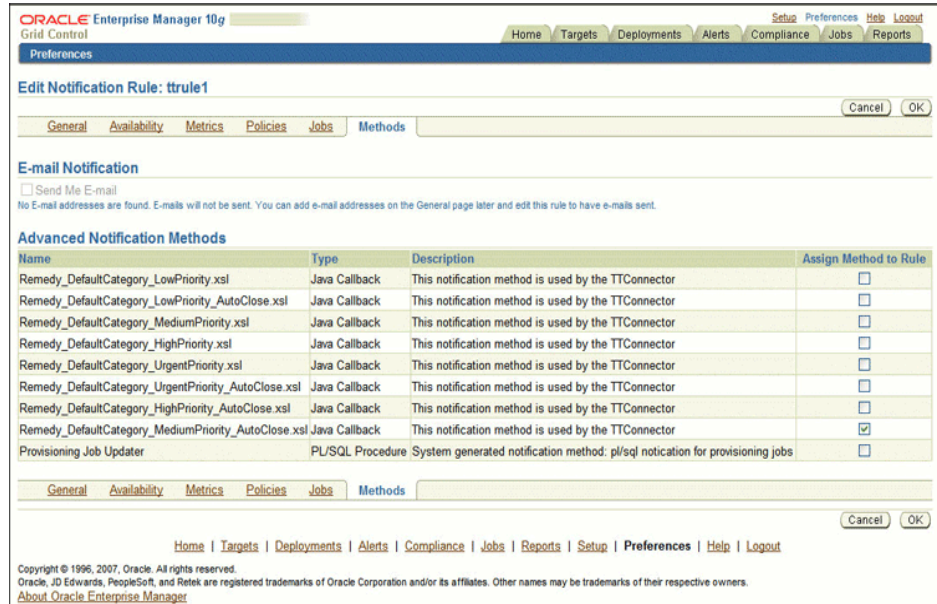 ORACLE Enterprise Manager 10g
Grid Control
Setup Preferences Help Logout
Home Targets Deployments Alerts Compliance Jobs Reports
Preferences
Edit Notification Rule: ttrule1
Cancel OK
General Availability Metrics Policies Jobs Methods
E-mail Notification
Send Me E-mail
No E-mail addresses are found. E-mails will not be sent. You can add e-mail addresses on the General page later and edit this rule to have e-mails sent.
Advanced Notification Methods
Name Type Description Assign Method to Rule
Remedy_DefaultCategory_LowPriority.xsl Java Callback This notification method is used by the TTConnector
Remedy_DefaultCategory_LowPriority_AutoClose.xsl Java Callback This notification method is used by the TTConnector
Remedy_DefaultCategory_MediumPriority.xsl Java Callback This notification method is used by the TTConnector
Remedy_DefaultCategory_HighPriority.xsl Java Callback This notification method is used by the TTConnector
Remedy_DefaultCategory_UrgentPriority.xsl Java Callback This notification method is used by the TTConnector
Remedy_DefaultCategory_UrgentPriority_AutoClose.xsl Java Callback This notification method is used by the TTConnector
Remedy_DefaultCategory_HighPriority_AutoClose.xsl Java Callback This notification method is used by the TTConnector
Remedy_DefaultCategory_MediumPriority_AutoClose.xsl Java Callback This notification method is used by the TTConnector
Provisioning Job Updater PL/SQL Procedure System generated notification method: pl/sql notication for provisioning jobs
General Availability Metrics Policies Jobs Methods
Cancel OK
Home | Targets | Deployments | Alerts | Compliance | Jobs | Reports | Setup | Preferences | Help | Logout
Copyright © 1996, 2007, Oracle. All rights reserved.
Oracle, JD Edwards, PeopleSoft, and Retek are registered trademarks of Oracle Corporation and/or its affiliates. Other names may be trademarks of their respective owners.
About Oracle Enterprise Manager